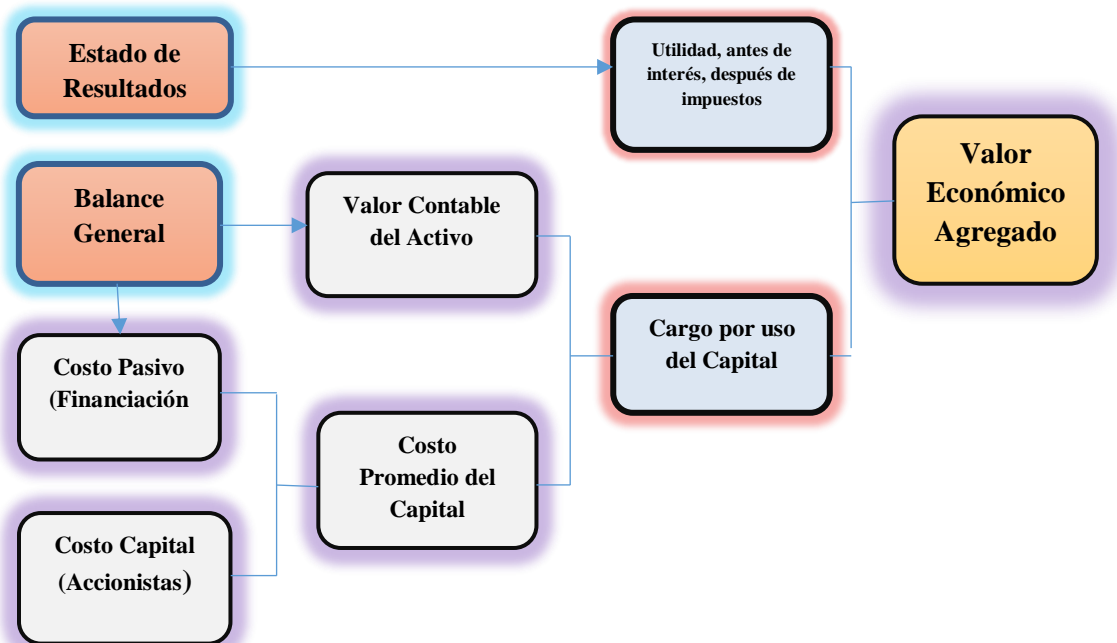 Estado de
Resultados
Utilidad, antes de
interés, después de
impuestos
Balance
General
Valor Contable
del Activo
Valor
Económico
Agregado
Costo Pasivo
(Financiación
Cargo por uso
del Capital
Costo
Promedio del
Capital
Costo Capital
(Accionistas)